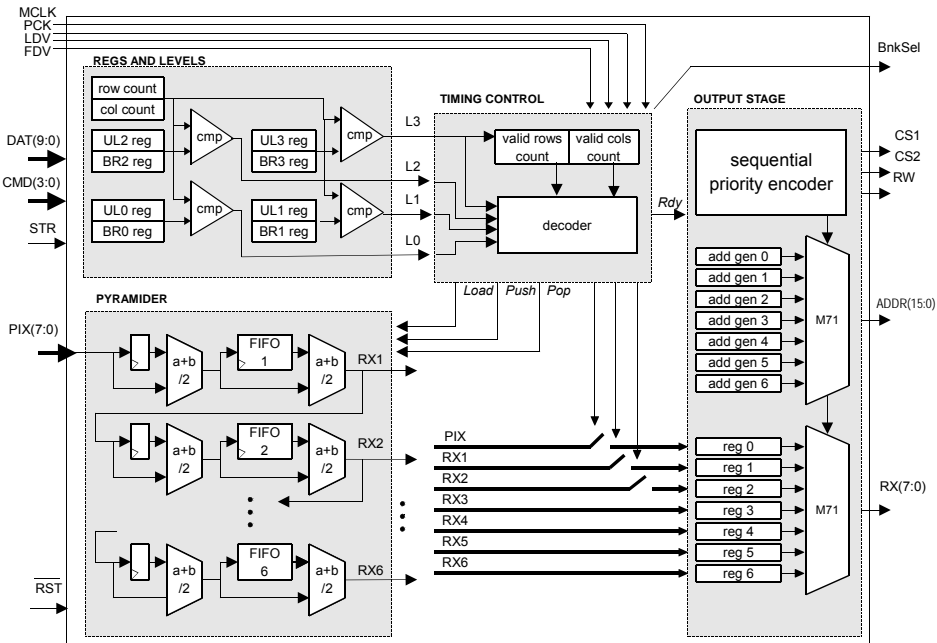 MCLK
PCK
LDV
FDV
BnkSel
REGS AND LEVELS
row count
col count
UL2 reg
BR2 reg
cmp
UL3 reg
BR3 reg
cmp
UL0 reg
BR0 reg
cmp
UL1 reg
BR1 reg
cmp
L3
L2
L1
L0
DAT(9:0)
CMD(3:0)
STR
TIMING CONTROL
valid rows count
valid cols count
decoder
Rdy
Load Push Pop
OUTPUT STAGE
sequential
priority encoder
CS1
CS2
RW
add gen 0
add gen 1
add gen 2
add gen 3
add gen 4
add gen 5
add gen 6
M71
ADDR(15:0)
PYRAMIDER
PIX(7:0)
a+b
/2
FIFO
1
a+b
/2
RX1
a+b
/2
FIFO
2
a+b
/2
RX2
a+b
/2
FIFO
6
a+b
/2
RX6
RST
PIX
RX1
RX2
RX3
RX4
RX5
RX6
reg 0
reg 1
reg 2
reg 3
reg 4
reg 5
reg 6
M71
RX(7:0)